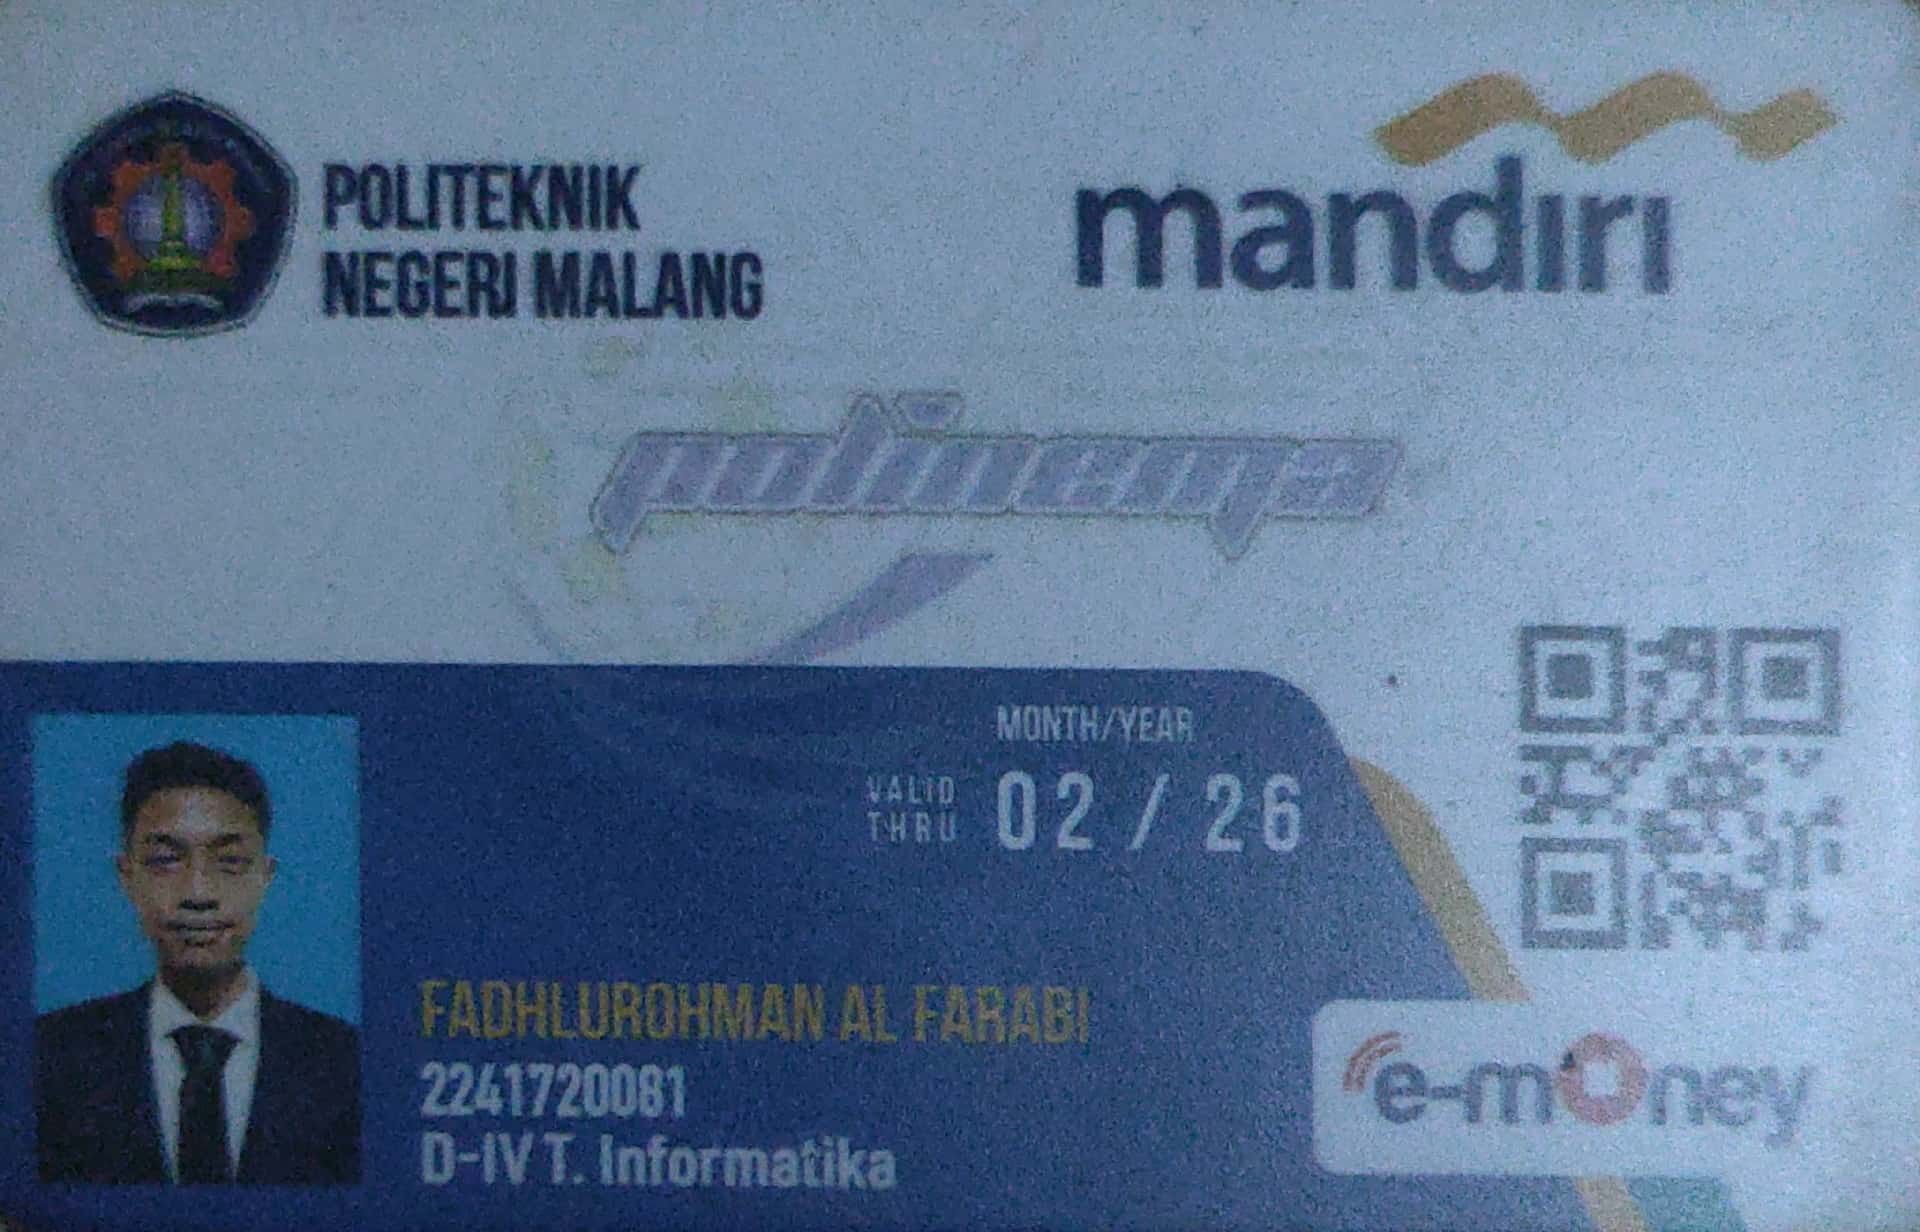 POLITEKNIK
NEGERI MALANG
mandiri
polinema
MONTH/YEAR
VALID
THRU
02 / 26
FADHLUROHMAN AL FARABI
2241720081
D-IV T. Informatika
e-money